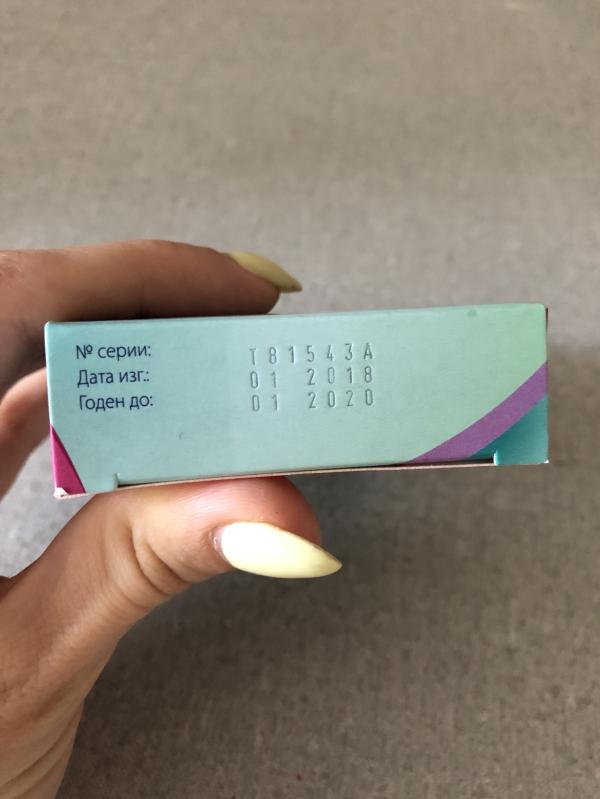 № серии: T81543A
Дата изг.: 01 2018
Годен до: 01 2020